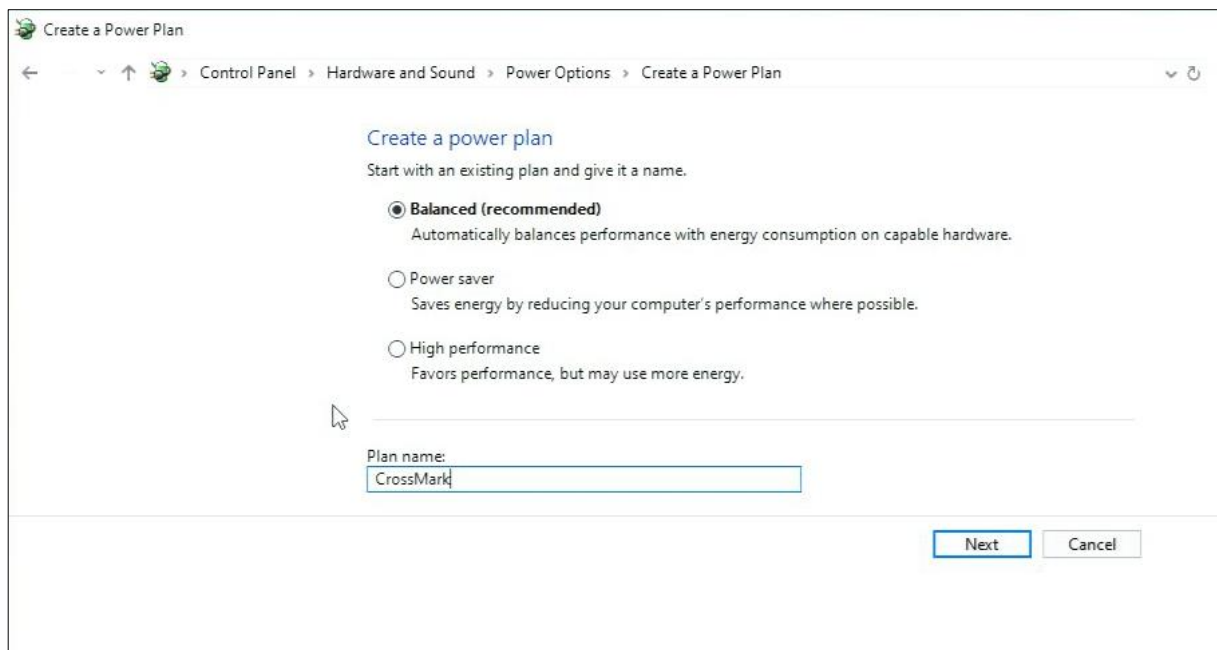 Create a Power Plan
Control Panel > Hardware and Sound > Power Options > Create a Power Plan
Create a power plan
Start with an existing plan and give it a name.
Balanced (recommended)
Automatically balances performance with energy consumption on capable hardware.
Power saver
Saves energy by reducing your computer's performance where possible.
High performance
Favors performance, but may use more energy.
Plan name:
CrossMark
Next Cancel